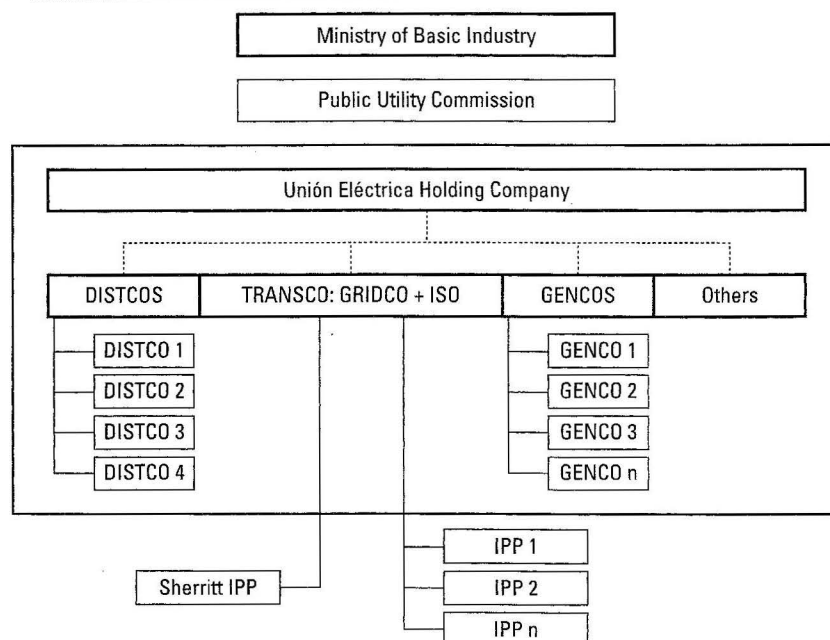 Ministry of Basic Industry
Public Utility Commission
Unión Eléctrica Holding Company
DISTCOS
TRANSCO: GRIDCO + ISO
GENCOS
Others
DISTCO 1
DISTCO 2
DISTCO 3
DISTCO 4
GENCO 1
GENCO 2
GENCO 3
GENCO n
Sherritt IPP
IPP 1
IPP 2
IPP n